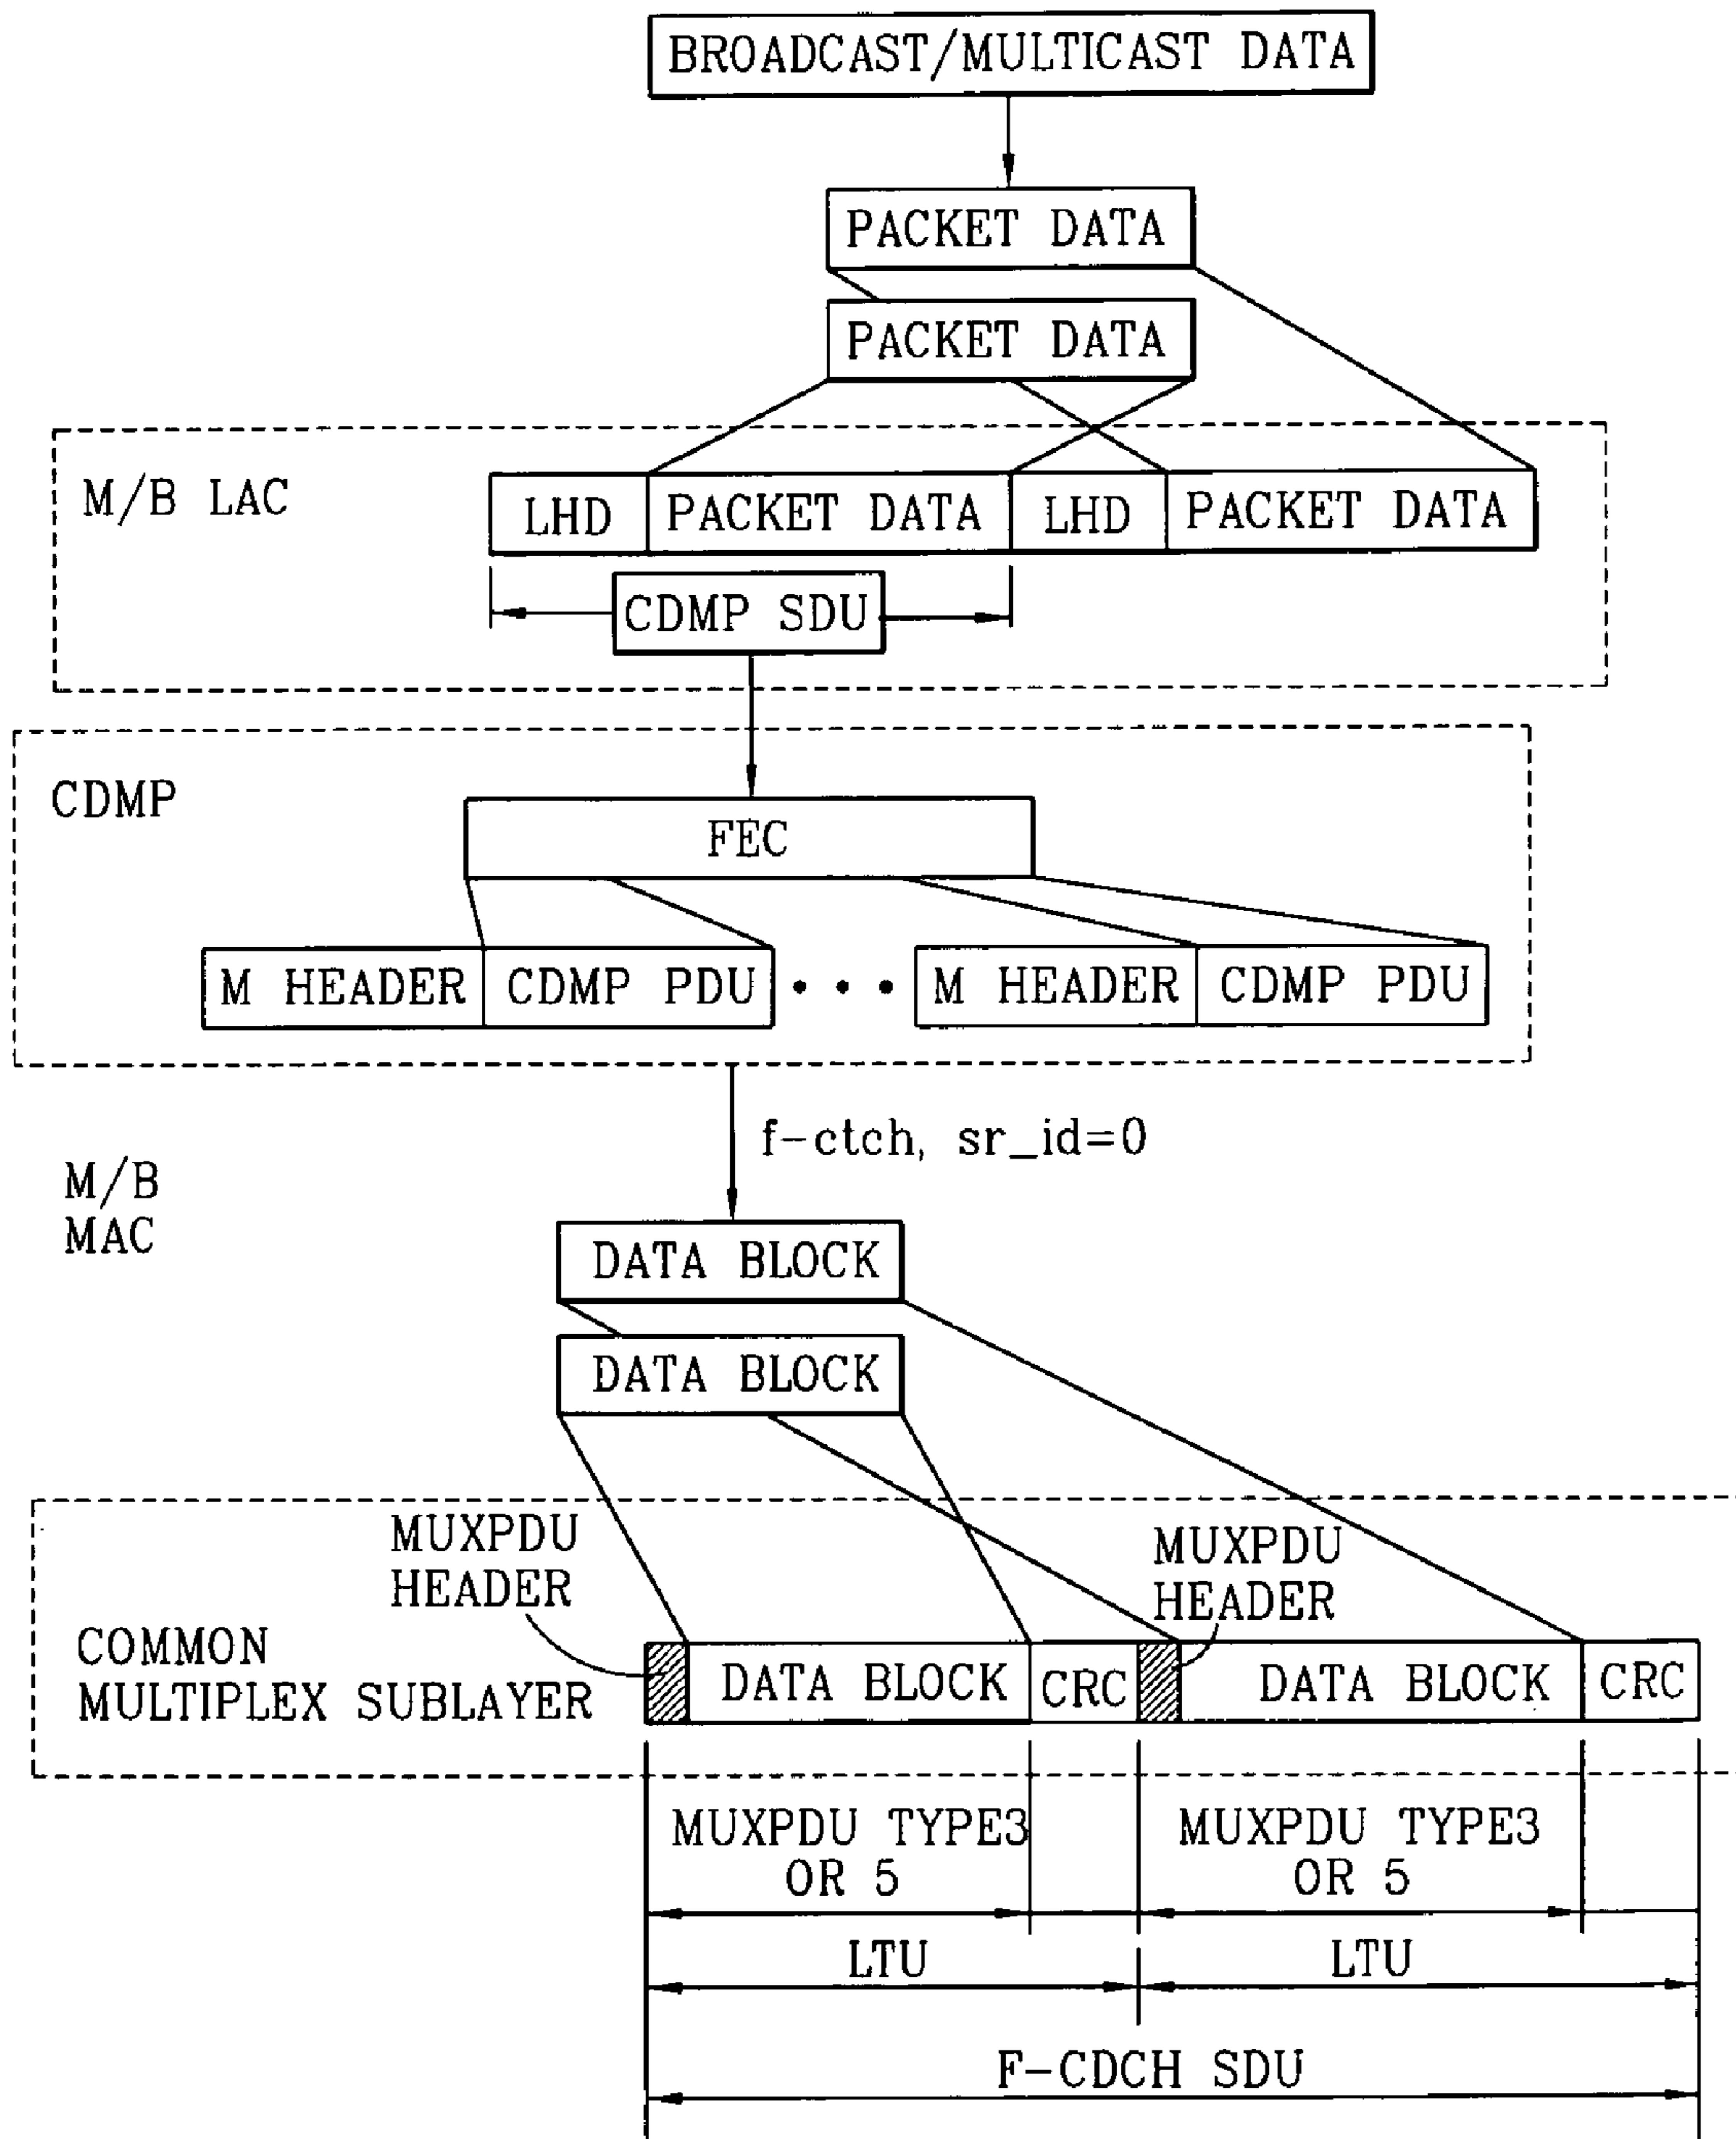 BROADCAST/MULTICAST DATA
PACKET DATA
PACKET DATA
M/B LAC
LHD PACKET DATA LHD PACKET DATA
CDMP SDU
CDMP
FEC
M HEADER CDMP PDU • • • M HEADER CDMP PDU
f-ctch, sr_id=0
M/B
MAC
DATA BLOCK
DATA BLOCK
MUXPDU
HEADER
MUXPDU
HEADER
COMMON
MULTIPLEX SUBLAYER
DATA BLOCK CRC DATA BLOCK CRC
MUXPDU TYPE3
OR 5
MUXPDU TYPE3
OR 5
LTU LTU
F-CDCH SDU